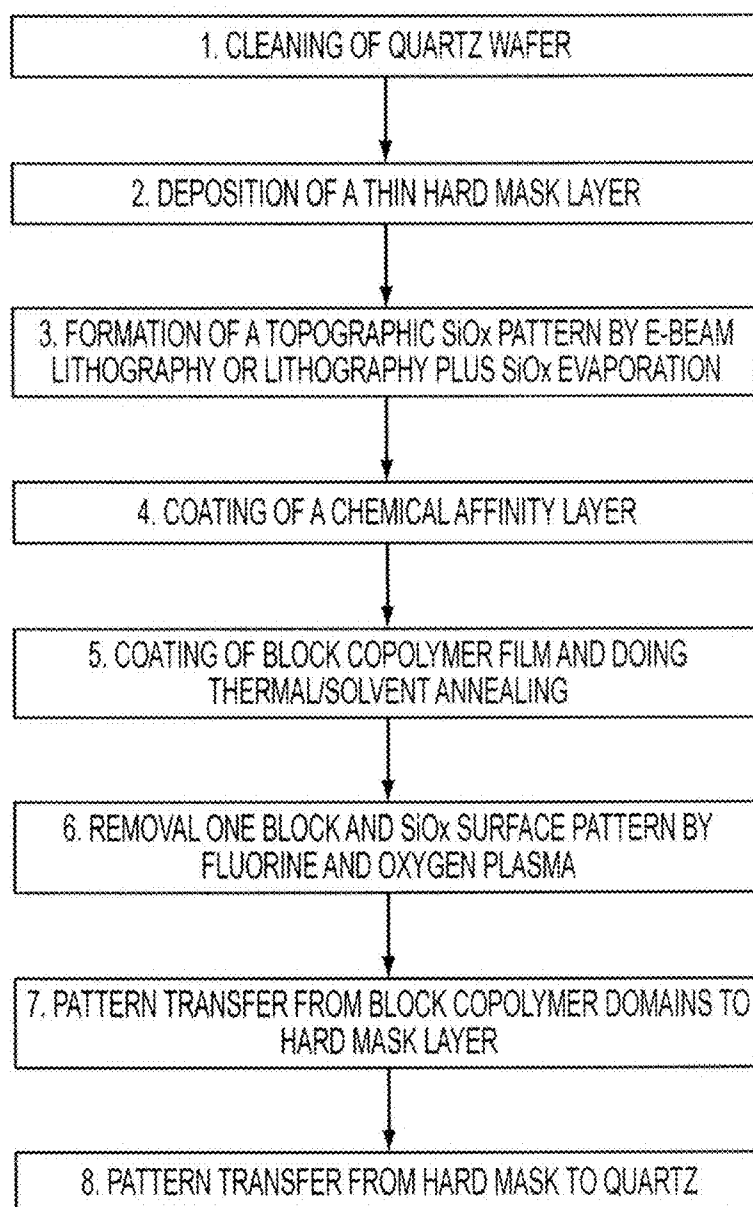 1. CLEANING OF QUARTZ WAFER
2. DEPOSITION OF A THIN HARD MASK LAYER
3. FORMATION OF A TOPOGRAPHIC SiOx PATTERN BY E-BEAM
LITHOGRAPHY OR LITHOGRAPHY PLUS SiOx EVAPORATION
4. COATING OF A CHEMICAL AFFINITY LAYER
5. COATING OF BLOCK COPOLYMER FILM AND DOING
THERMAL/SOLVENT ANNEALING
6. REMOVAL ONE BLOCK AND SiOx SURFACE PATTERN BY
FLUORINE AND OXYGEN PLASMA
7. PATTERN TRANSFER FROM BLOCK COPOLYMER DOMAINS TO
HARD MASK LAYER
8. PATTERN TRANSFER FROM HARD MASK TO QUARTZ